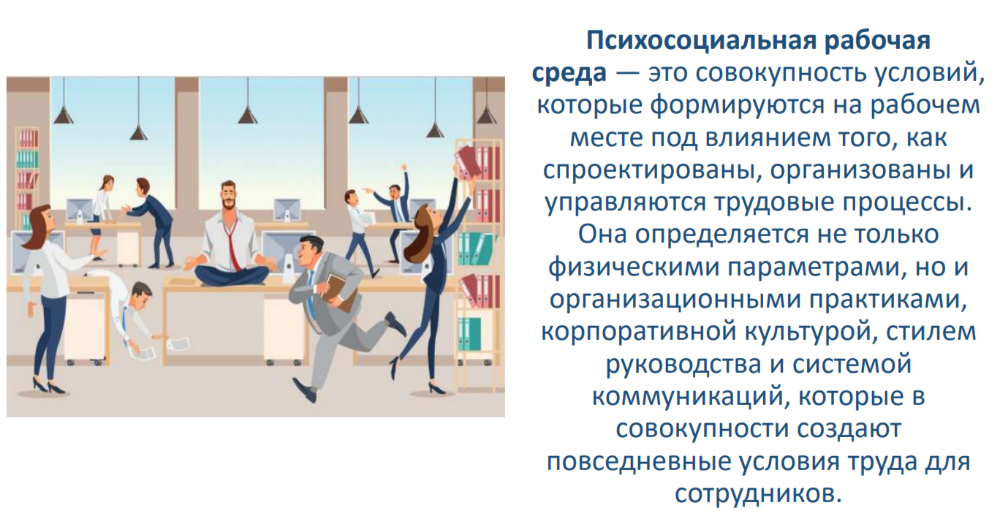 Психосоциальная рабочая
среда — это совокупность условий,
которые формируются на рабочем
месте под влиянием того, как
спроектированы, организованы и
управляются трудовые процессы.
Она определяется не только
физическими параметрами, но и
организационными практиками,
корпоративной культурой, стилем
руководства и системой
коммуникаций, которые в
совокупности создают
повседневные условия труда для
сотрудников.